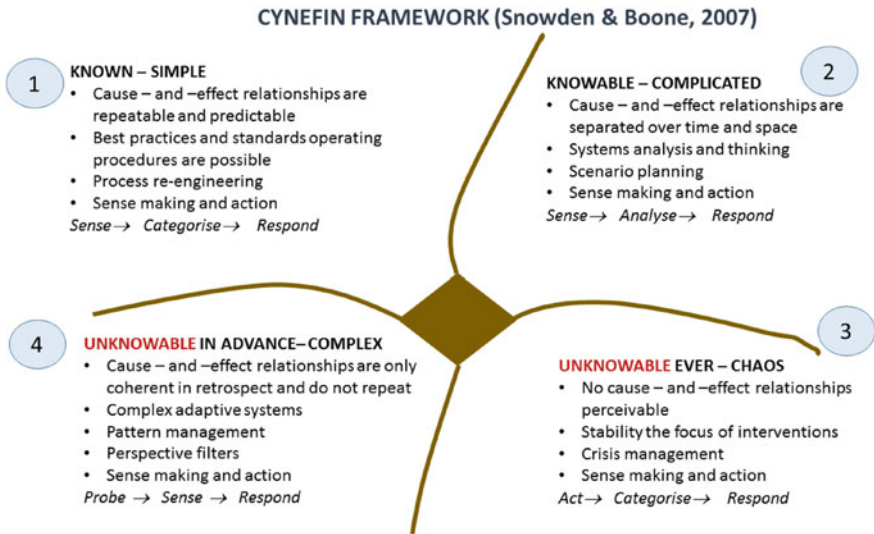 CYNEFIN FRAMEWORK (Snowden & Boone, 2007)
1
KNOWN – SIMPLE
• Cause – and –effect relationships are
repeatable and predictable
• Best practices and standards operating
procedures are possible
• Process re-engineering
• Sense making and action
Sense→ Categorise→ Respond
2
KNOWABLE – COMPLICATED
• Cause – and –effect relationships are
separated over time and space
• Systems analysis and thinking
• Scenario planning
• Sense making and action
Sense→ Analyse→ Respond
4
UNKNOWABLE IN ADVANCE–COMPLEX
• Cause – and –effect relationships are only
coherent in retrospect and do not repeat
• Complex adaptive systems
• Pattern management
• Perspective filters
• Sense making and action
Probe → Sense → Respond
3
UNKNOWABLE EVER – CHAOS
• No cause – and –effect relationships
perceivable
• Stability the focus of interventions
• Crisis management
• Sense making and action
Act→ Categorise→ Respond